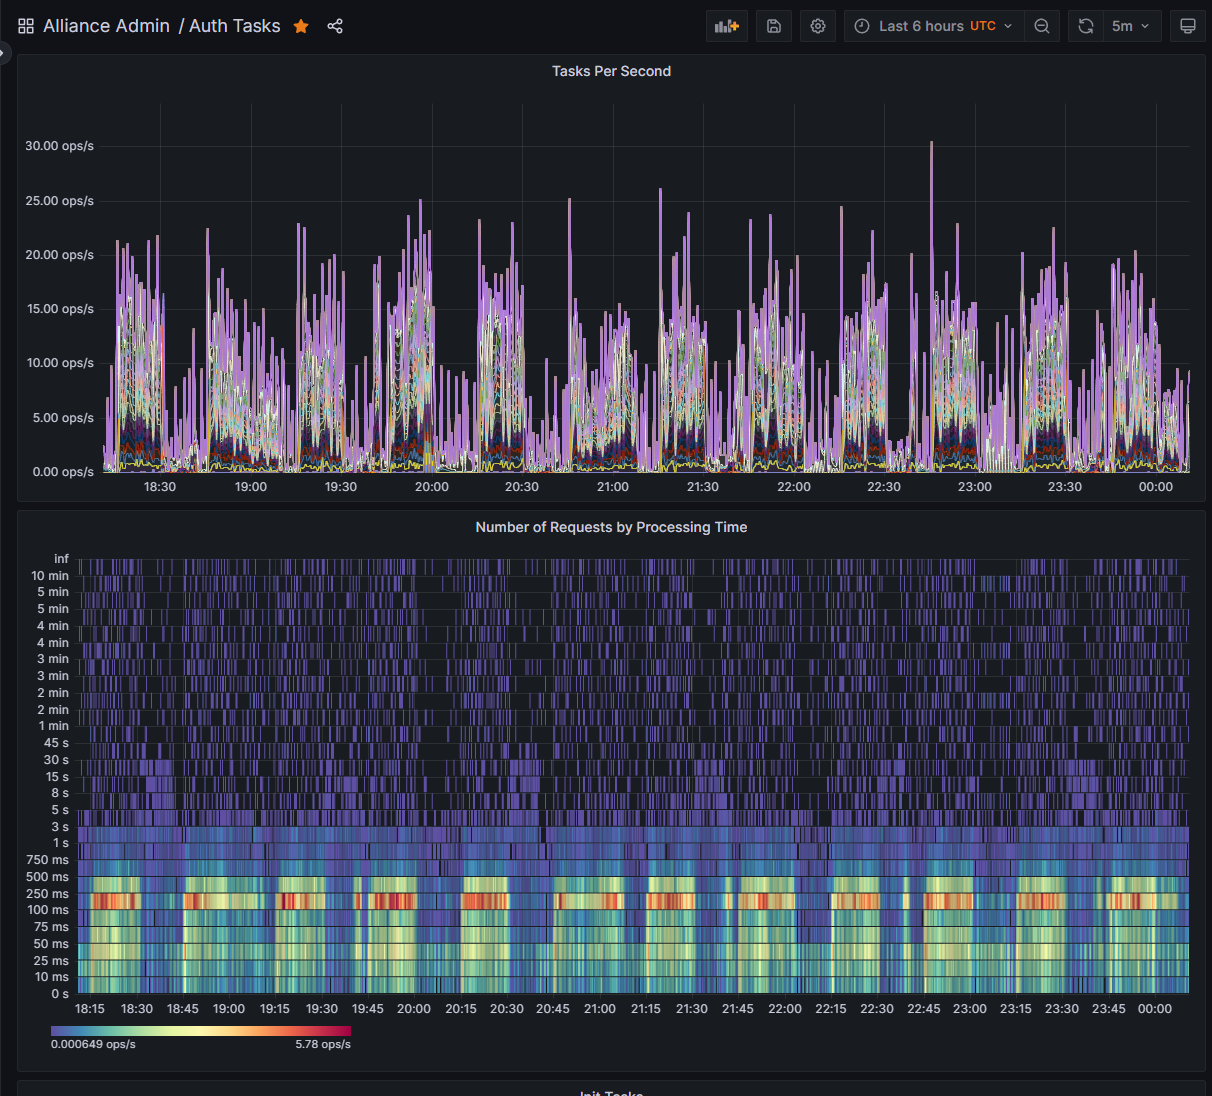 Alliance Admin / Auth Tasks
Last 6 hours UTC
5m
Tasks Per Second
30.00 ops/s
25.00 ops/s
20.00 ops/s
15.00 ops/s
10.00 ops/s
5.00 ops/s
0.00 ops/s
18:30 19:00 19:30 20:00 20:30 21:00 21:30 22:00 22:30 23:00 23:30 00:00
Number of Requests by Processing Time
inf
10 min
5 min
5 min
4 min
4 min
3 min
3 min
2 min
2 min
1 min
45 s
30 s
15 s
8 s
5 s
3 s
1 s
750 ms
500 ms
250 ms
100 ms
75 ms
50 ms
25 ms
10 ms
0 s
18:15 18:30 18:45 19:00 19:15 19:30 19:45 20:00 20:15 20:30 20:45 21:00 21:15 21:30 21:45 22:00 22:15 22:30 22:45 23:00 23:15 23:30 23:45 00:00
0.000649 ops/s 5.78 ops/s
Init Tasks